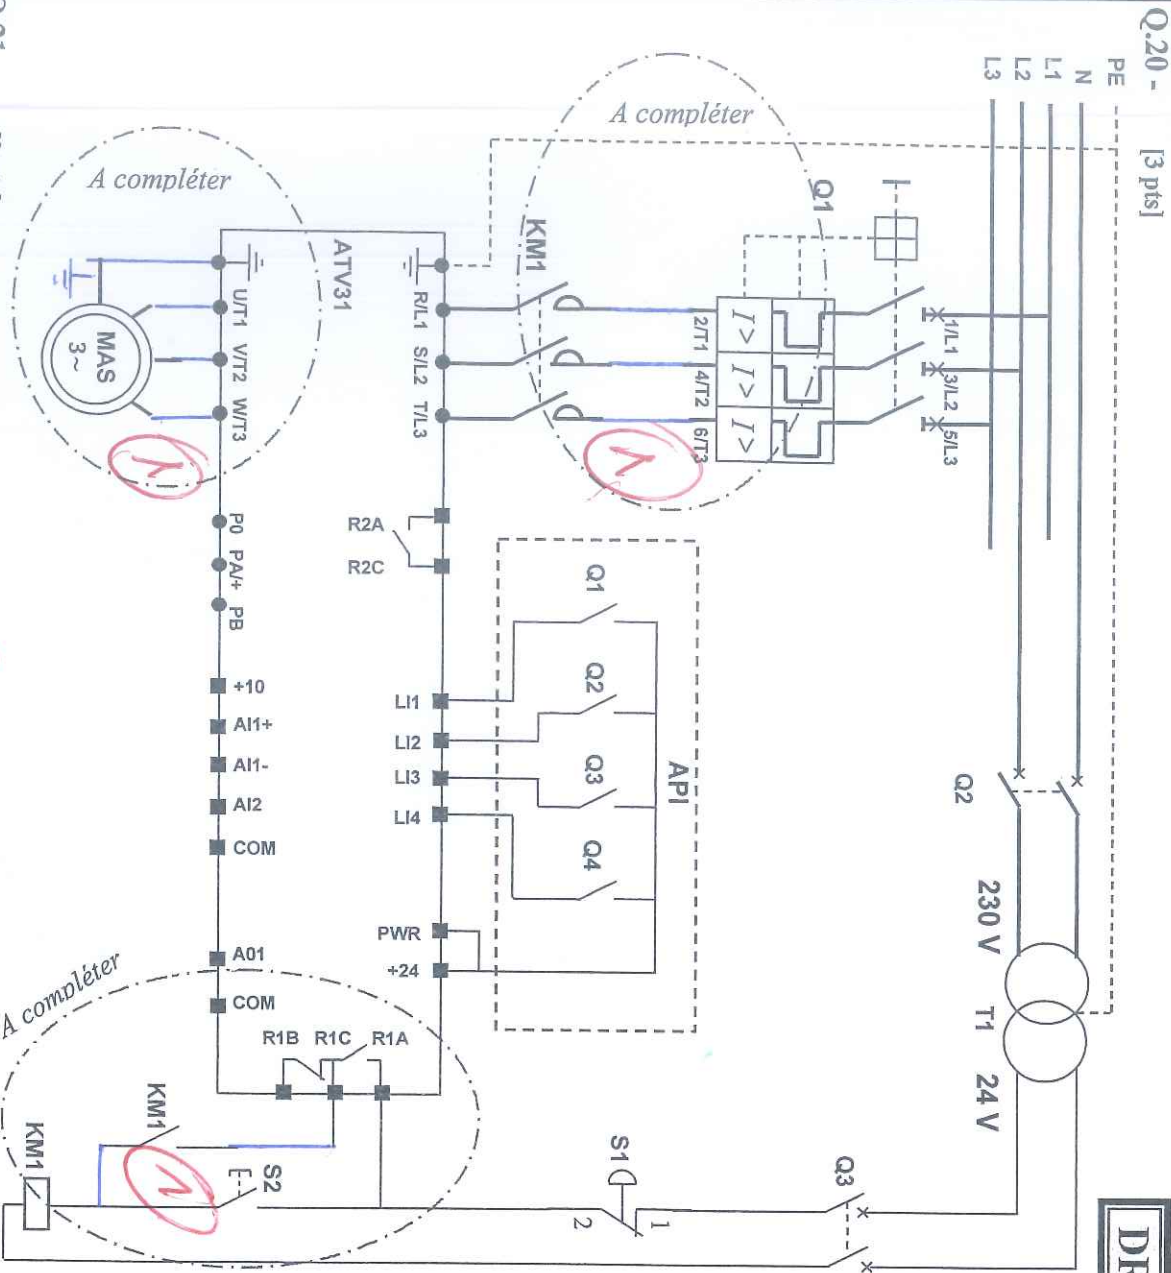 Q.20 - [3 pts]
PE
N
L1
L2
L3
A compléter
Q1
1/L1
3/L2
5/L3
I >
I >
I >
2/T1
4/T2
6/T3
KM1
1
Q2
230 V
T1
24 V
API
Q1
Q2
Q3
Q4
ATV31
R/L1
S/L2
T/L3
R2A
R2C
LI1
LI2
LI3
LI4
PWR
+24
A compléter
U/T1
V/T2
W/T3
MAS
3~
1
P0
PA/+
PB
+10
AI1+
AI1-
AI2
COM
A01
COM
R1B
R1C
R1A
A compléter
KM1
S2
KM1
S1
1
2
Q3